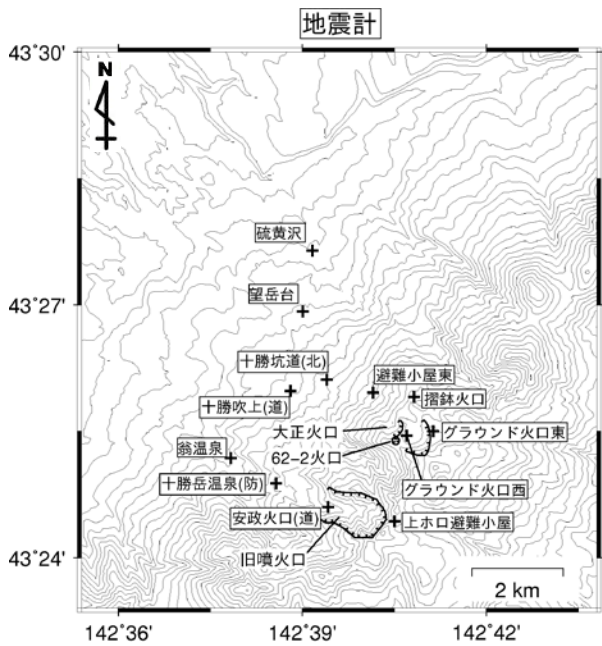 地震計
43°30'
N
硫黄沢
43°27'
望岳台
十勝坑道(北)
避難小屋東
十勝吹上(道)
摺鉢火口
大正火口
グラウンド火口東
翁温泉
62-2火口
十勝岳温泉(防)
グラウンド火口西
安政火口(道)
上ホロ避難小屋
旧噴火口
43°24'
2 km
142°36'
142°39'
142°42'